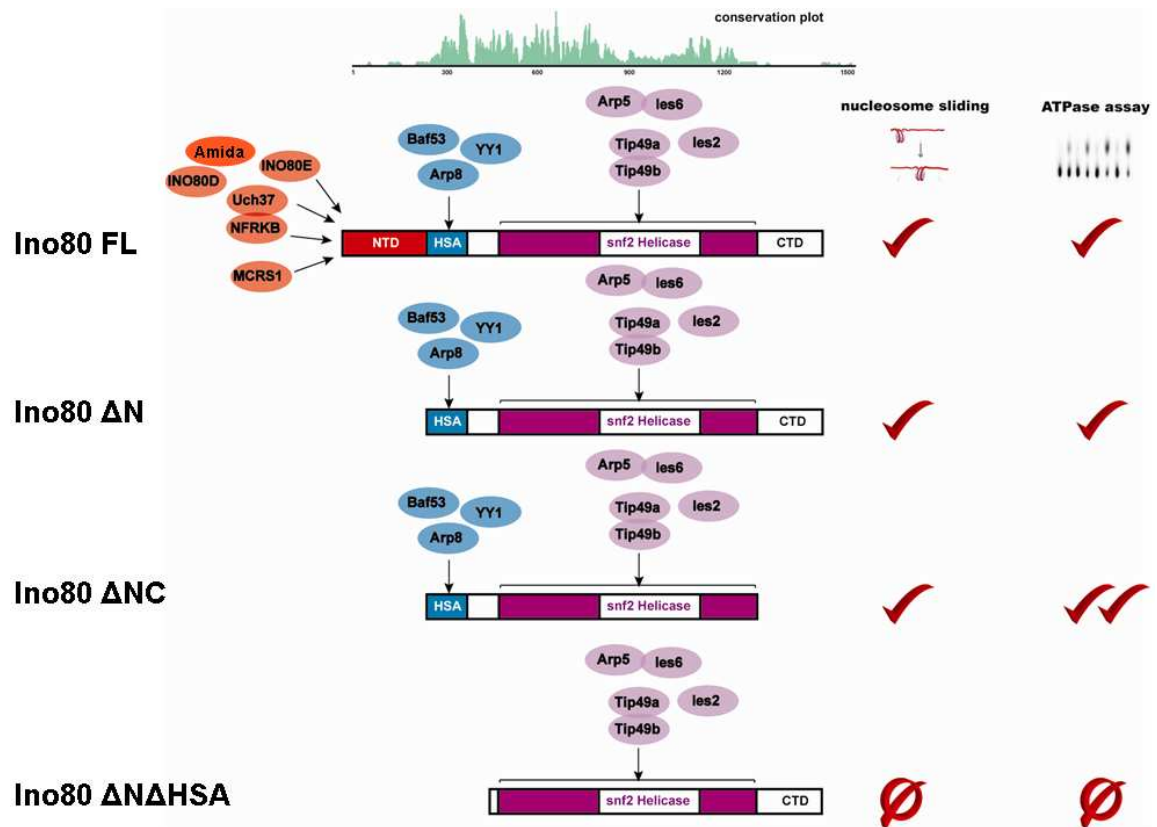 conservation plot
1 300 600 900 1200 1500
nucleosome sliding ATPase assay
Arp5 Ies6
Baf53 YY1 Tip49a Ies2
Amida INO80E
INO80D Arp8 Tip49b
Uch37
NFRKB
MCRS1
Ino80 FL NTD HSA snf2 Helicase CTD
Arp5 Ies6
Baf53 YY1 Tip49a Ies2
Arp8 Tip49b
Ino80 ΔN HSA snf2 Helicase CTD
Arp5 Ies6
Baf53 YY1 Tip49a Ies2
Arp8 Tip49b
Ino80 ΔNC HSA snf2 Helicase
Arp5 Ies6
Tip49a Ies2
Tip49b
Ino80 ΔNΔHSA snf2 Helicase CTD